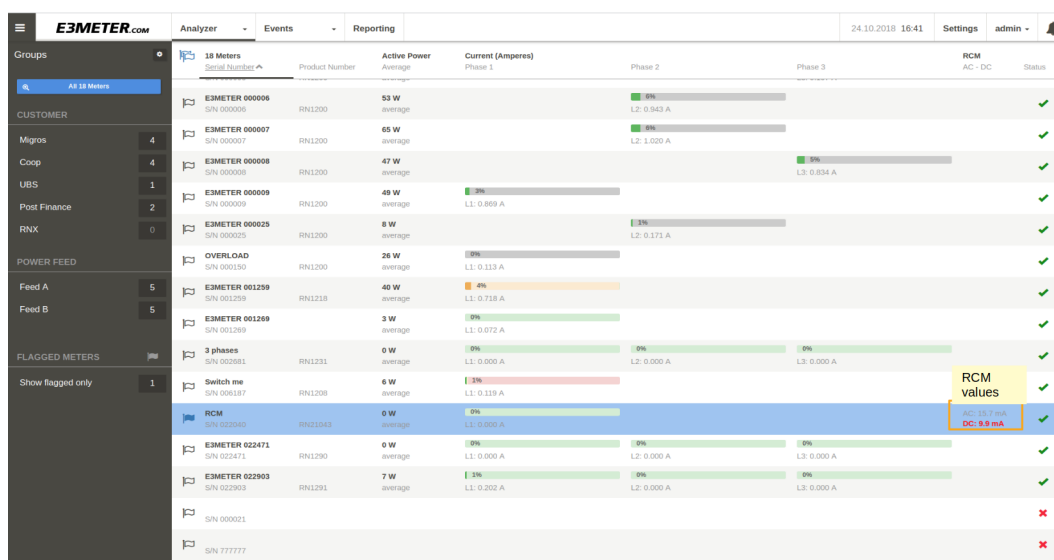 E3METER.COM
Analyzer Events Reporting 24.10.2018 16:41 Settings admin
Groups
All 18 Meters
CUSTOMER
Migros 4
Coop 4
UBS 1
Post Finance 2
RNX 0
POWER FEED
Feed A 5
Feed B 5
FLAGGED METERS
Show flagged only 1
18 Meters Active Power Current (Amperes) RCM
Serial Number Product Number Average Phase 1 Phase 2 Phase 3 AC - DC Status
E3METER 000006 53 W 6%
S/N 000006 RN1200 average L2: 0.943 A
E3METER 000007 65 W 6%
S/N 000007 RN1200 average L2: 1.020 A
E3METER 000008 47 W 5%
S/N 000008 RN1200 average L3: 0.834 A
E3METER 000009 49 W 3%
S/N 000009 RN1200 average L1: 0.869 A
E3METER 000025 8 W 1%
S/N 000025 RN1200 average L2: 0.171 A
OVERLOAD 26 W 0%
S/N 000150 RN1200 average L1: 0.113 A
E3METER 001259 40 W 4%
S/N 001259 RN1218 average L1: 0.718 A
E3METER 001269 3 W 0%
S/N 001269 average L1: 0.072 A
3 phases 0 W 0% 0% 0%
S/N 002681 RN1231 average L1: 0.000 A L2: 0.000 A L3: 0.000 A
Switch me 6 W 1%
S/N 006187 RN1208 average L1: 0.119 A
RCM
values
RCM 0 W 0% AC: 15.7 mA
S/N 022040 RN21043 average L1: 0.000 A DC: 9.9 mA
E3METER 022471 0 W 0% 0% 0%
S/N 022471 RN1290 average L1: 0.000 A L2: 0.000 A L3: 0.000 A
E3METER 022903 7 W 1% 0% 0%
S/N 022903 RN1291 average L1: 0.202 A L2: 0.000 A L3: 0.000 A
S/N 000021
S/N 777777